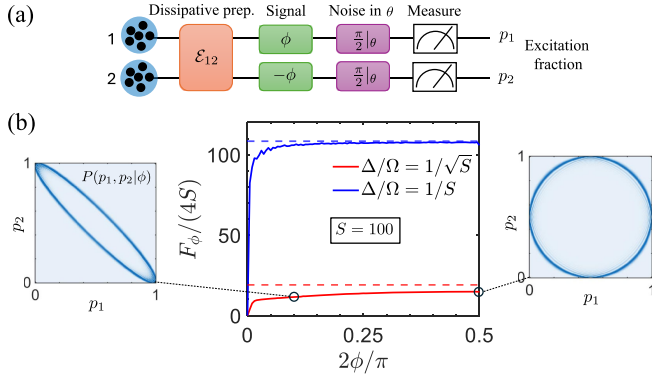 (a)
Dissipative prep. Signal Noise in θ Measure
1 ϕ π/2|θ p₁
ℰ₁₂
2 −ϕ π/2|θ p₂
Excitation
fraction
(b)
P(p₁, p₂|ϕ)
1
p₂
0
0 p₁ 1
100
50
0
F_ϕ/(4S)
Δ/Ω = 1/√S
Δ/Ω = 1/S
S = 100
0 0.25 0.5
2ϕ/π
1
p₂
0
0 p₁ 1